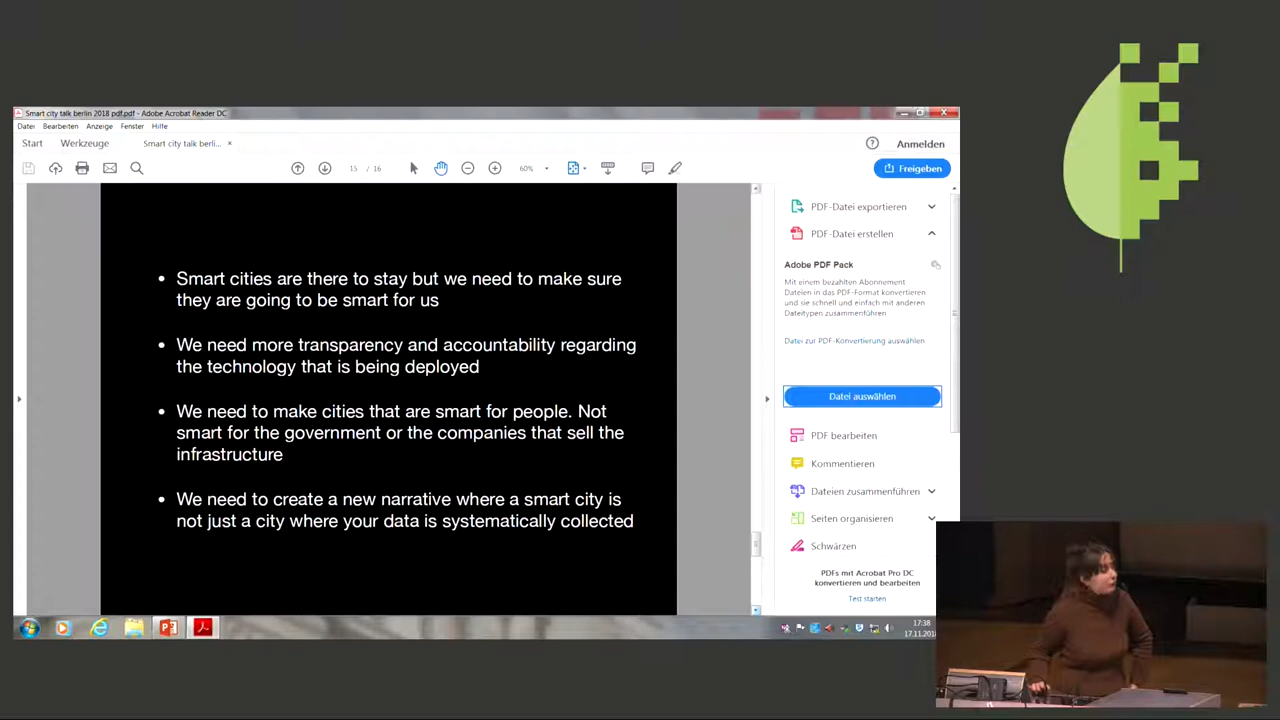 Smart city talk berlin 2018 pdf.pdf - Adobe Acrobat Reader DC
Datei Bearbeiten Anzeige Fenster Hilfe
Start Werkzeuge Smart city talk berli... × Anmelden
15 / 16 60% Freigeben
• Smart cities are there to stay but we need to make sure
they are going to be smart for us
• We need more transparency and accountability regarding
the technology that is being deployed
• We need to make cities that are smart for people. Not
smart for the government or the companies that sell the
infrastructure
• We need to create a new narrative where a smart city is
not just a city where your data is systematically collected
PDF-Datei exportieren
PDF-Datei erstellen
Adobe PDF Pack
Mit einem bezahlten Abonnement
Dateien in das PDF-Format konvertieren
und sie schnell und einfach mit anderen
Dateitypen zusammenführen
Datei zur PDF-Konvertierung auswählen
Datei auswählen
PDF bearbeiten
Kommentieren
Dateien zusammenführen
Seiten organisieren
Schwärzen
PDFs mit Acrobat Pro DC
konvertieren und bearbeiten
Test starten
17:38
17.11.201